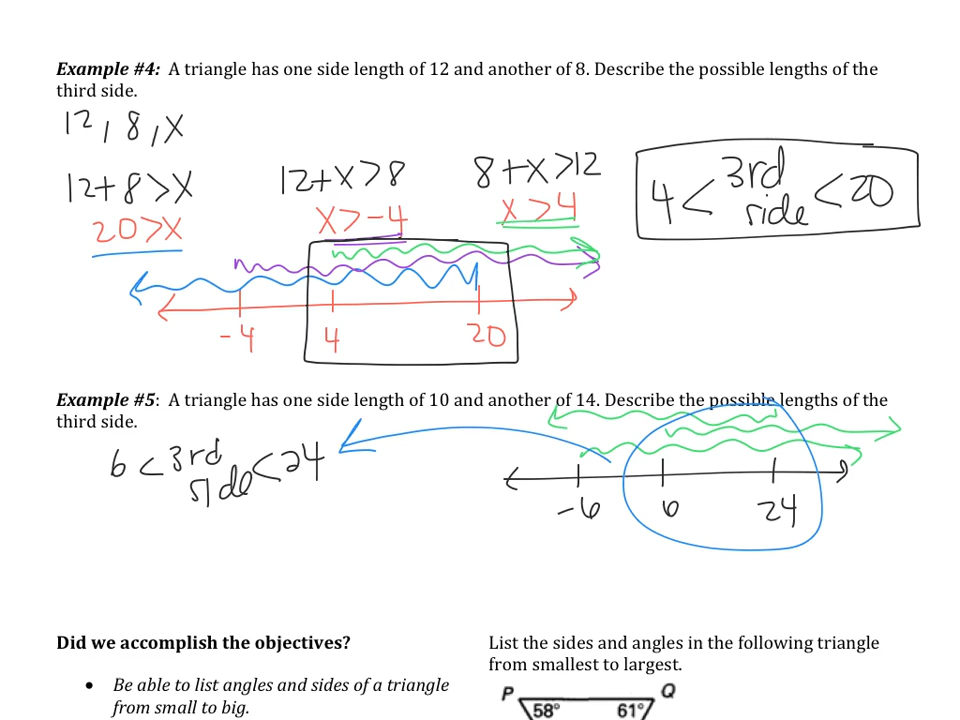 Example #4: A triangle has one side length of 12 and another of 8. Describe the possible lengths of the
third side.
12, 8, X
12+8>X
12+X>8
8+X>12
20>X
X>-4
X>4
4< 3rd side <20
-4 4 20
Example #5: A triangle has one side length of 10 and another of 14. Describe the possible lengths of the
third side.
6<3rd side<24
-6 6 24
Did we accomplish the objectives?
• Be able to list angles and sides of a triangle
from small to big.
List the sides and angles in the following triangle
from smallest to largest.
P Q
58° 61°